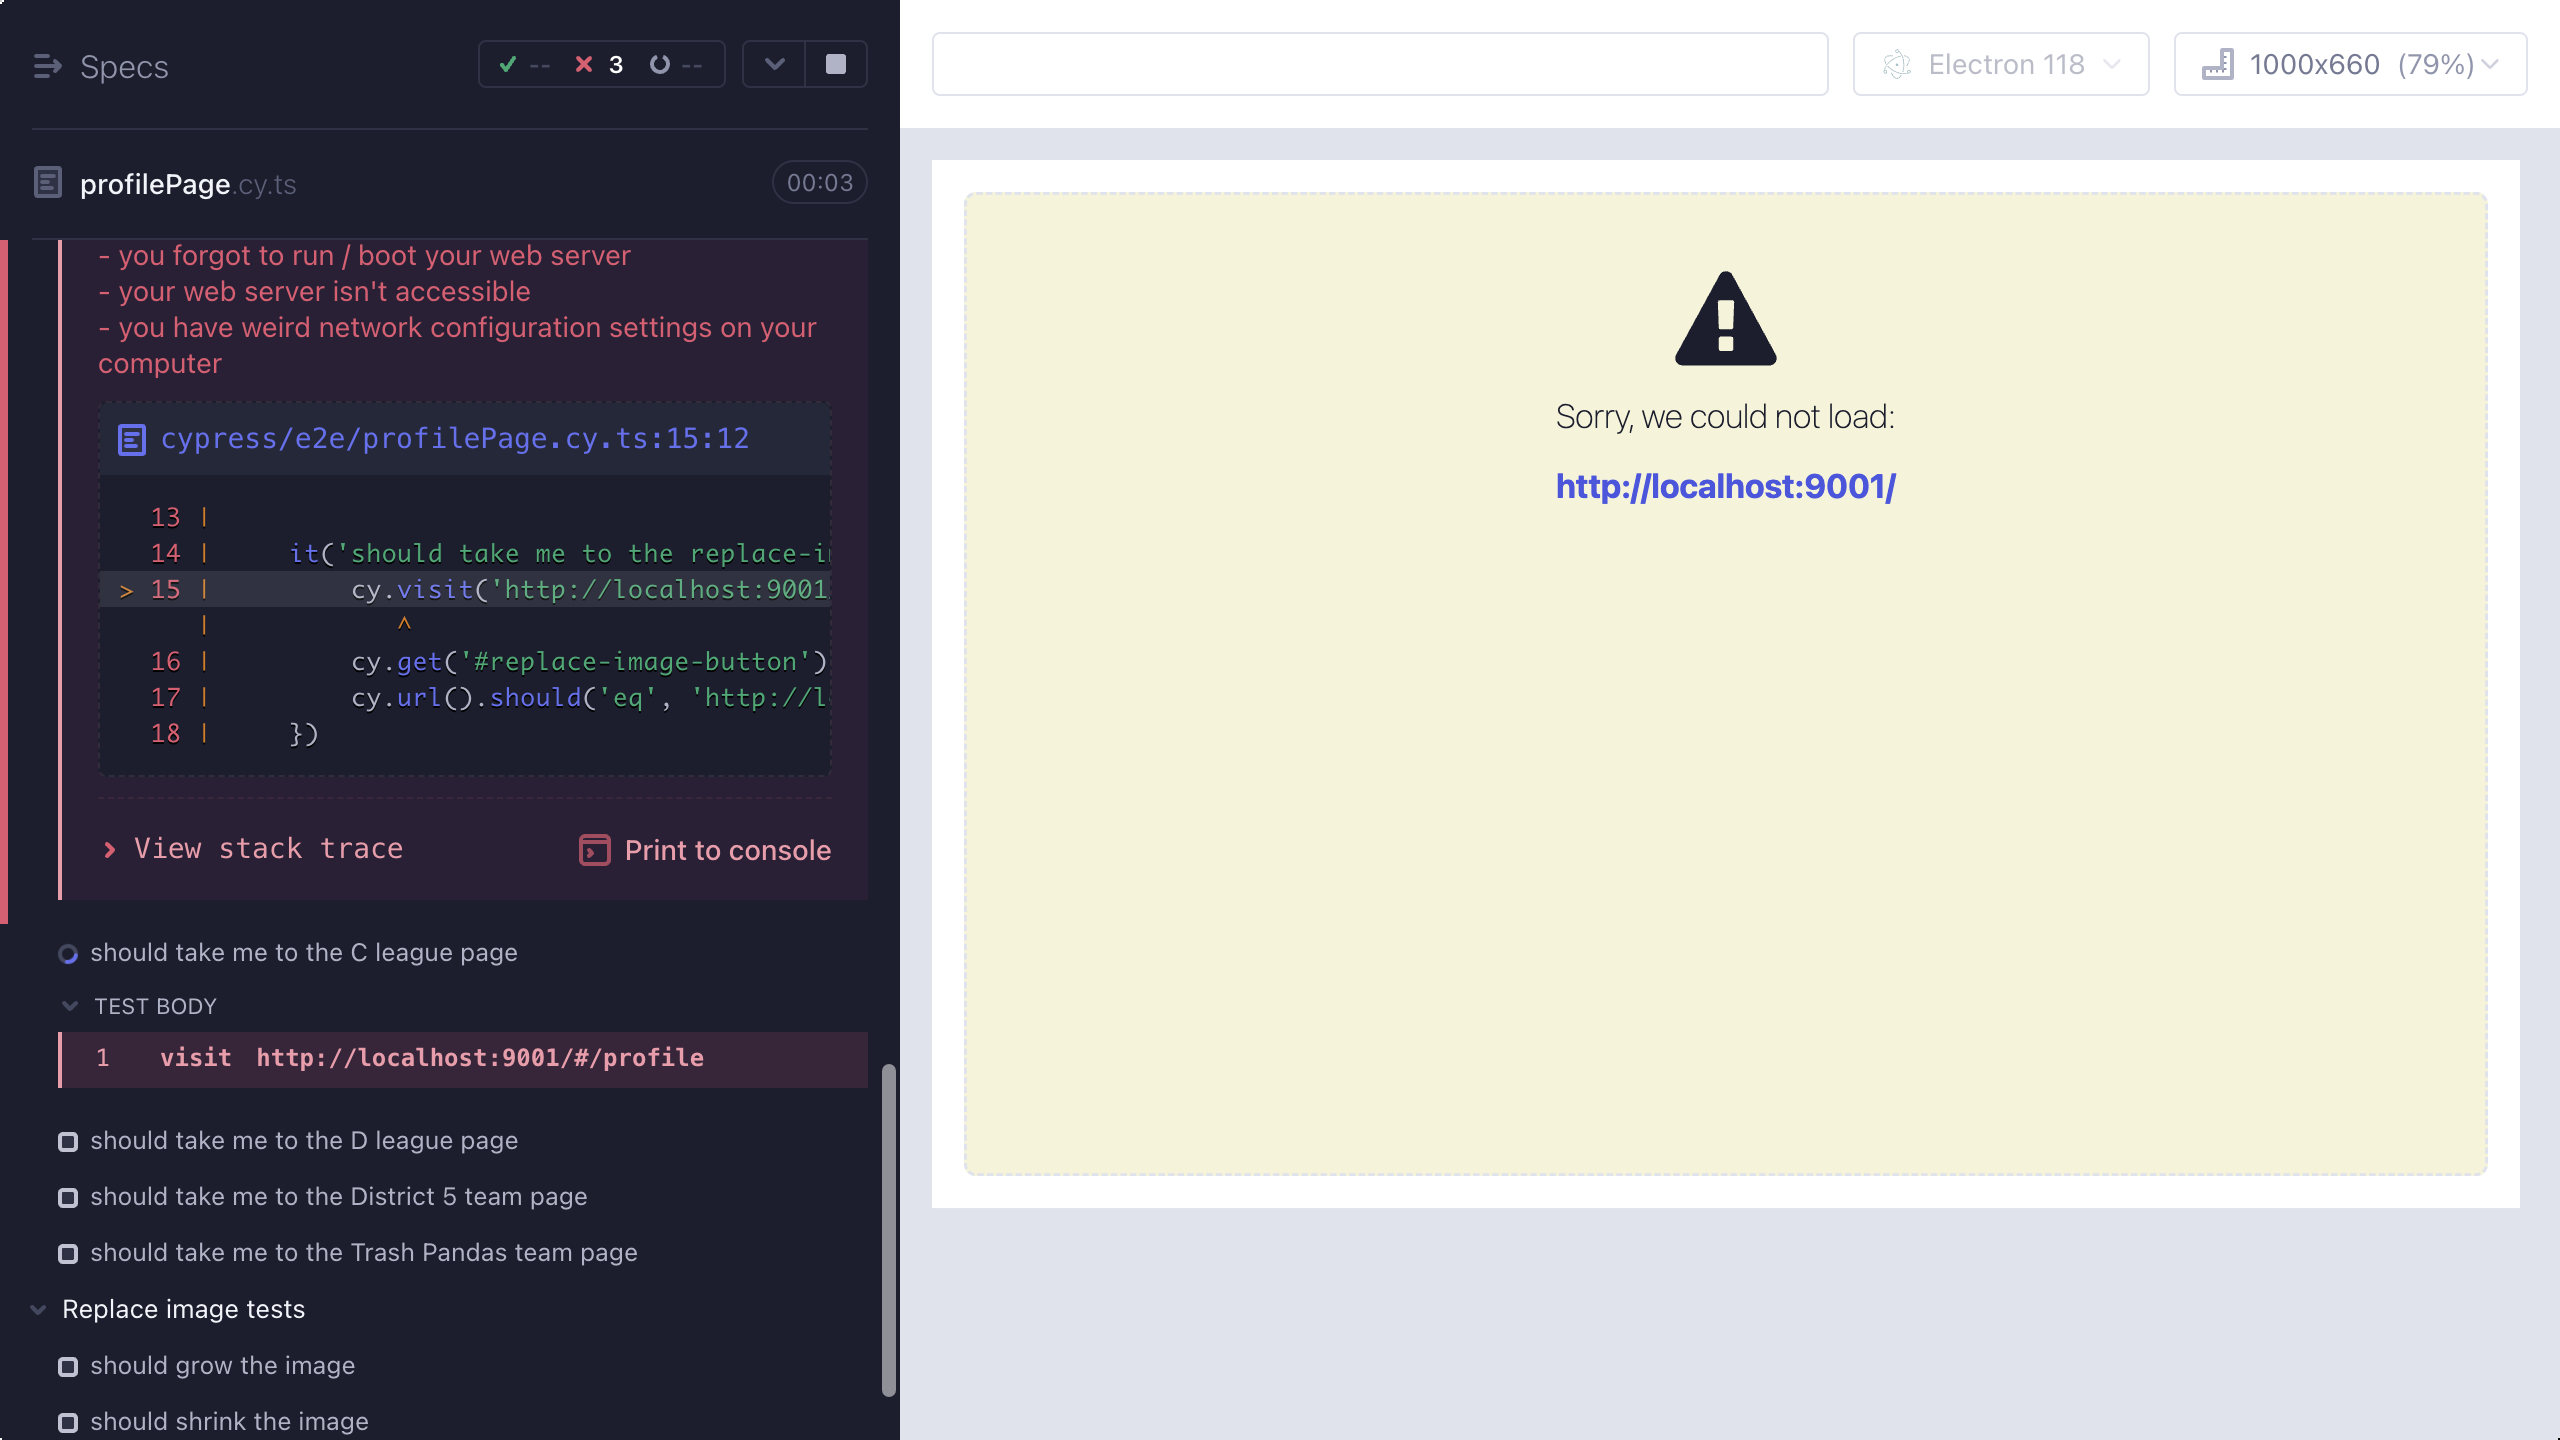 Specs
-- 3 --
profilePage.cy.ts
00:03
- you forgot to run / boot your web server
- your web server isn't accessible
- you have weird network configuration settings on your
computer
cypress/e2e/profilePage.cy.ts:15:12
13 |
14 | it('should take me to the replace-i
> 15 | cy.visit('http://localhost:9001
| ^
16 | cy.get('#replace-image-button')
17 | cy.url().should('eq', 'http://l
18 | })
View stack trace
Print to console
should take me to the C league page
TEST BODY
1 visit http://localhost:9001/#/profile
should take me to the D league page
should take me to the District 5 team page
should take me to the Trash Pandas team page
Replace image tests
should grow the image
should shrink the image
Electron 118
1000x660 (79%)
Sorry, we could not load:
http://localhost:9001/